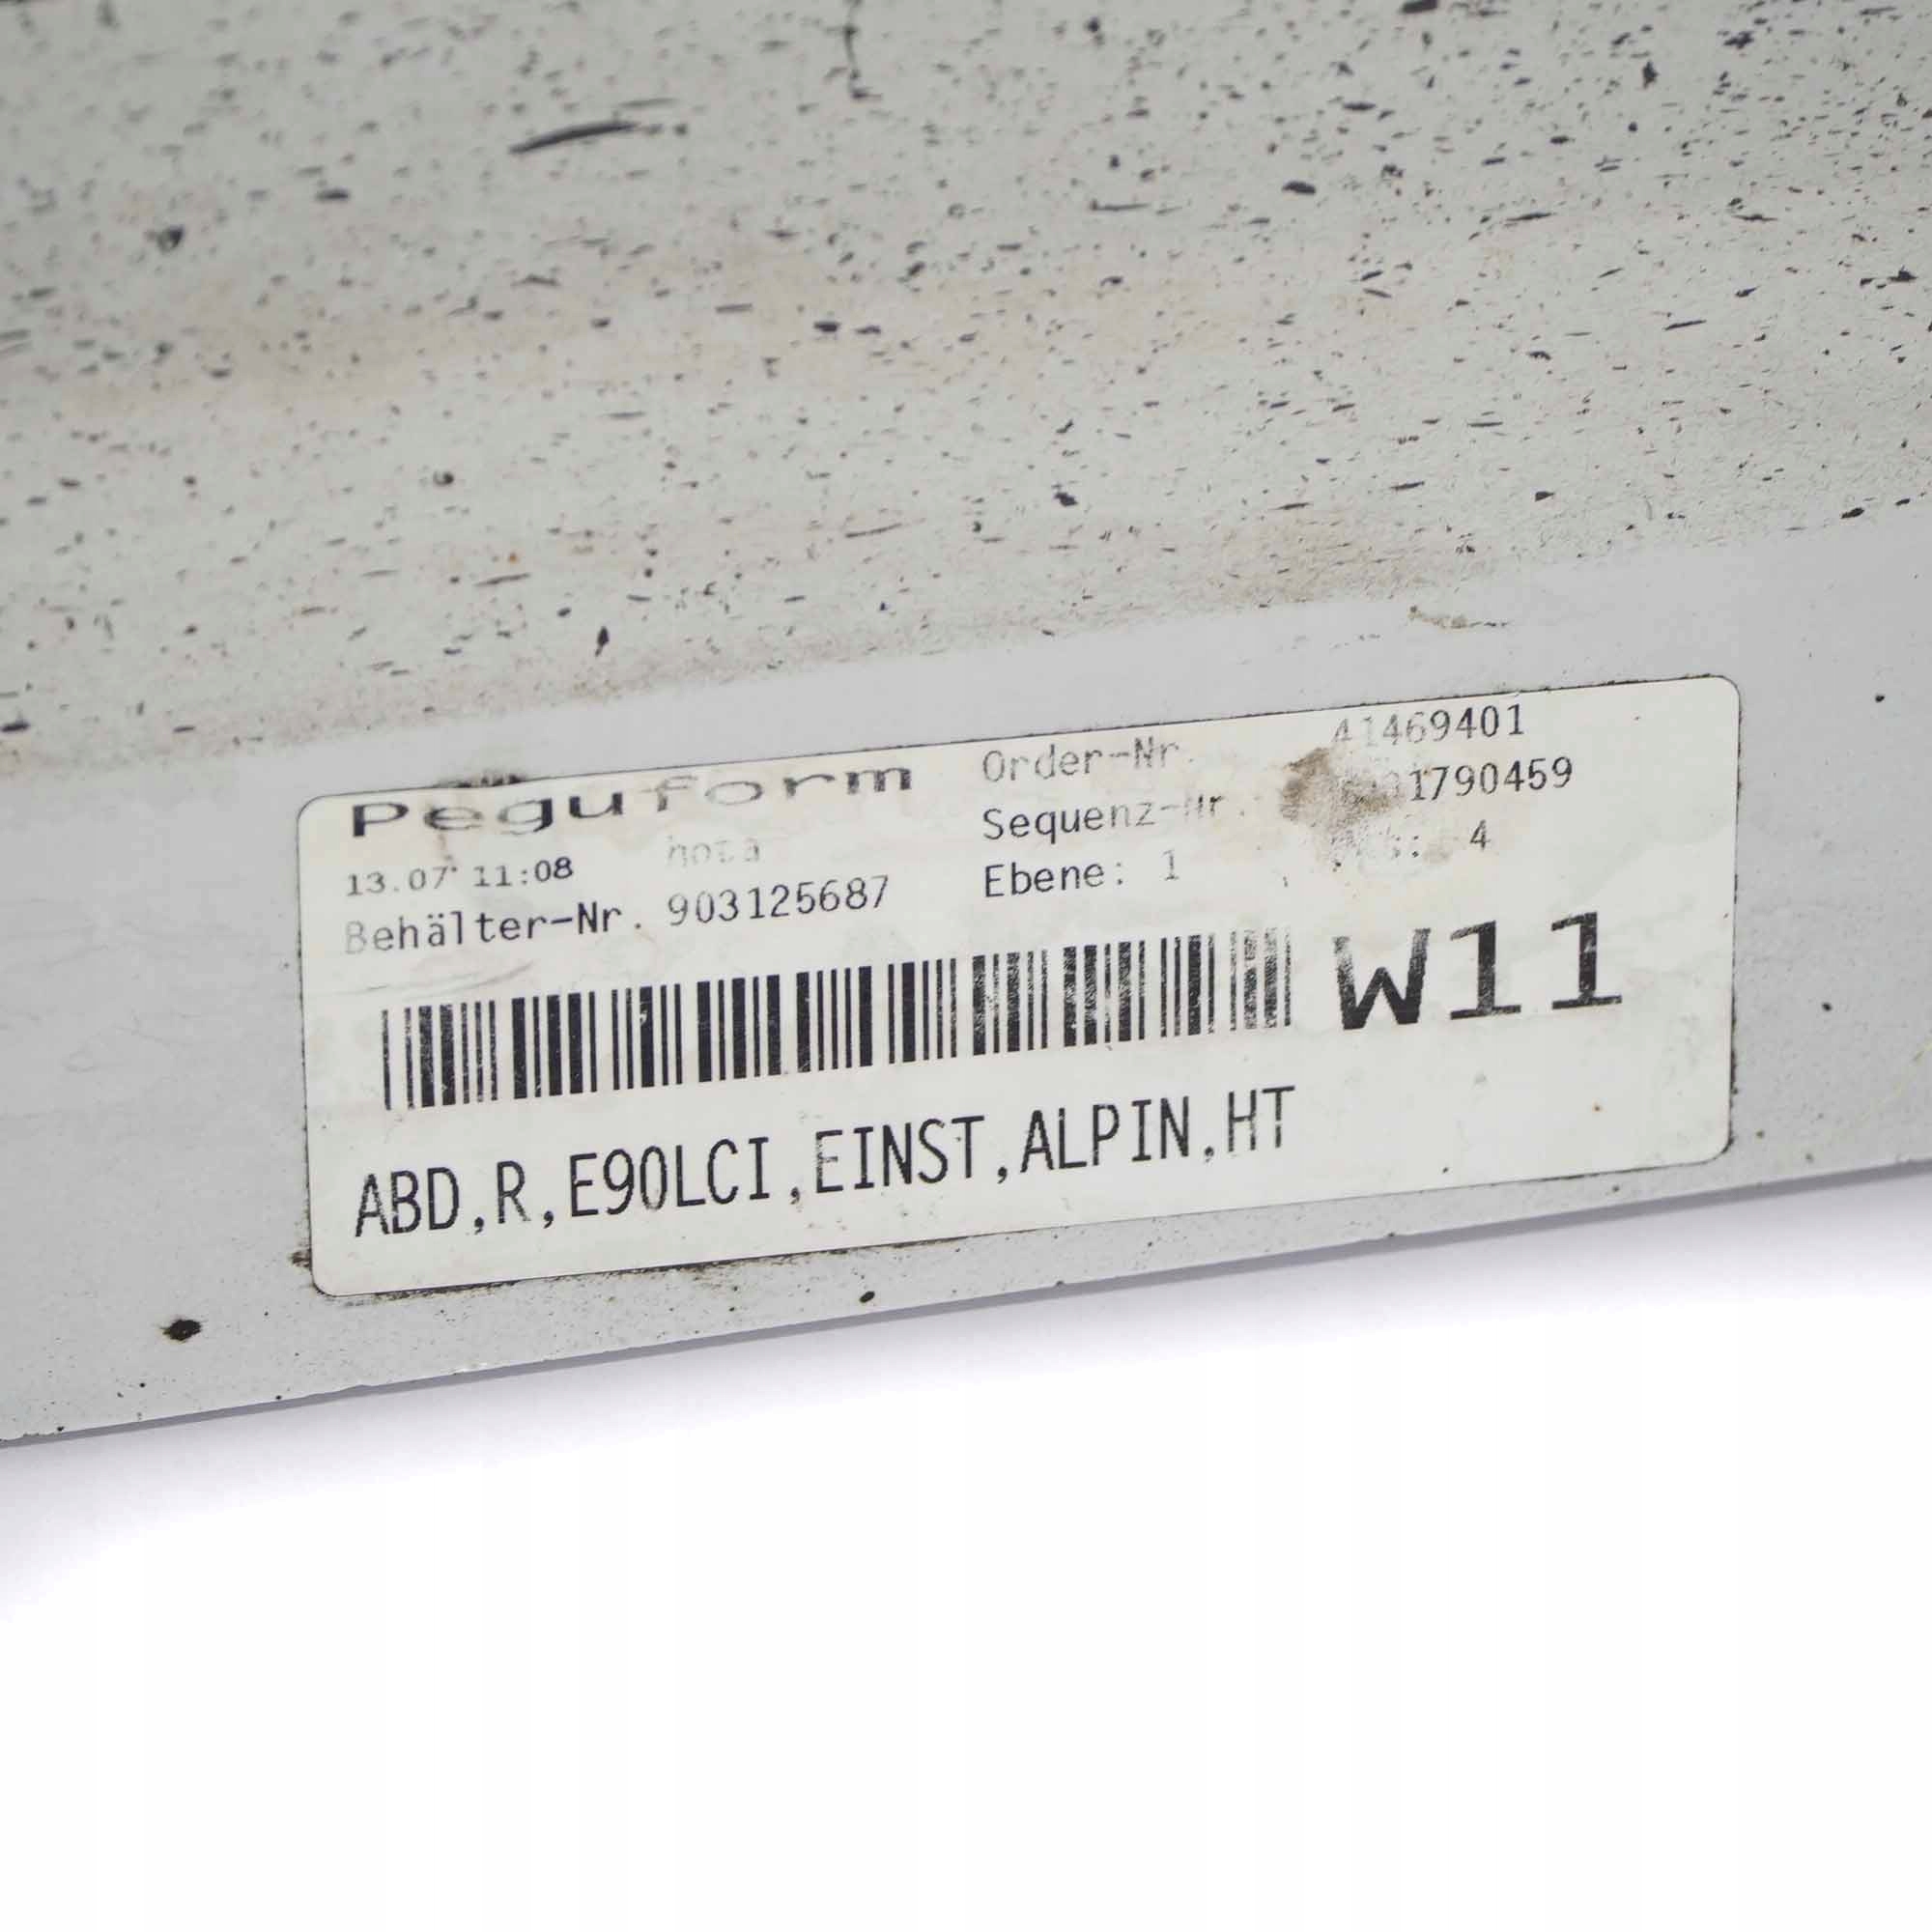 Peguform
13.07 11:08
Behälter-Nr. 903125687
Order-Nr. 41469401
Sequenz-Nr.
Ebene: 1 4
W11
ABD,R,E90LCI,EINST,ALPIN,HT